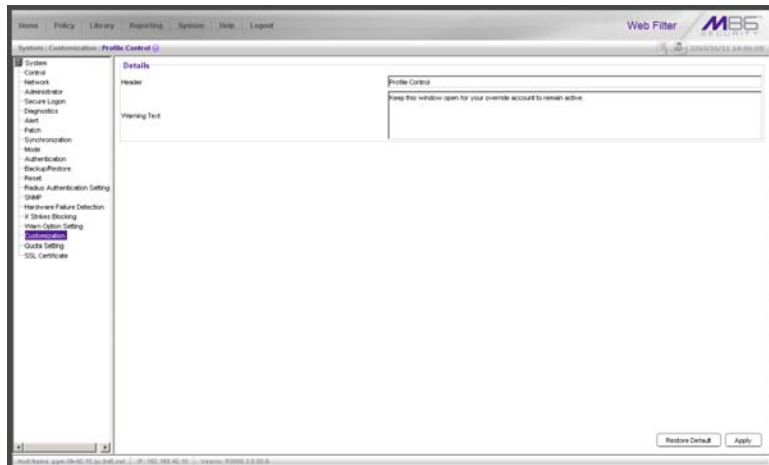 Home Policy Library Reporting System Help Logout
Web Filter M86 SECURITY
System : Customization : Profile Control
System
Control
Network
Administrator
Secure Logon
Diagnostics
Alert
Patch
Synchronization
Mode
Authentication
Backup/Restore
Reset
Radius Authentication Setting
SNMP
Hardware Failure Detection
X Strikes Blocking
Warn Option Setting
Customization
Quota Setting
SSL Certificate
Details
Header
Profile Control
Warning Text
Keep this window open for your override account to remain active.
Restore Default
Apply
Host Name: